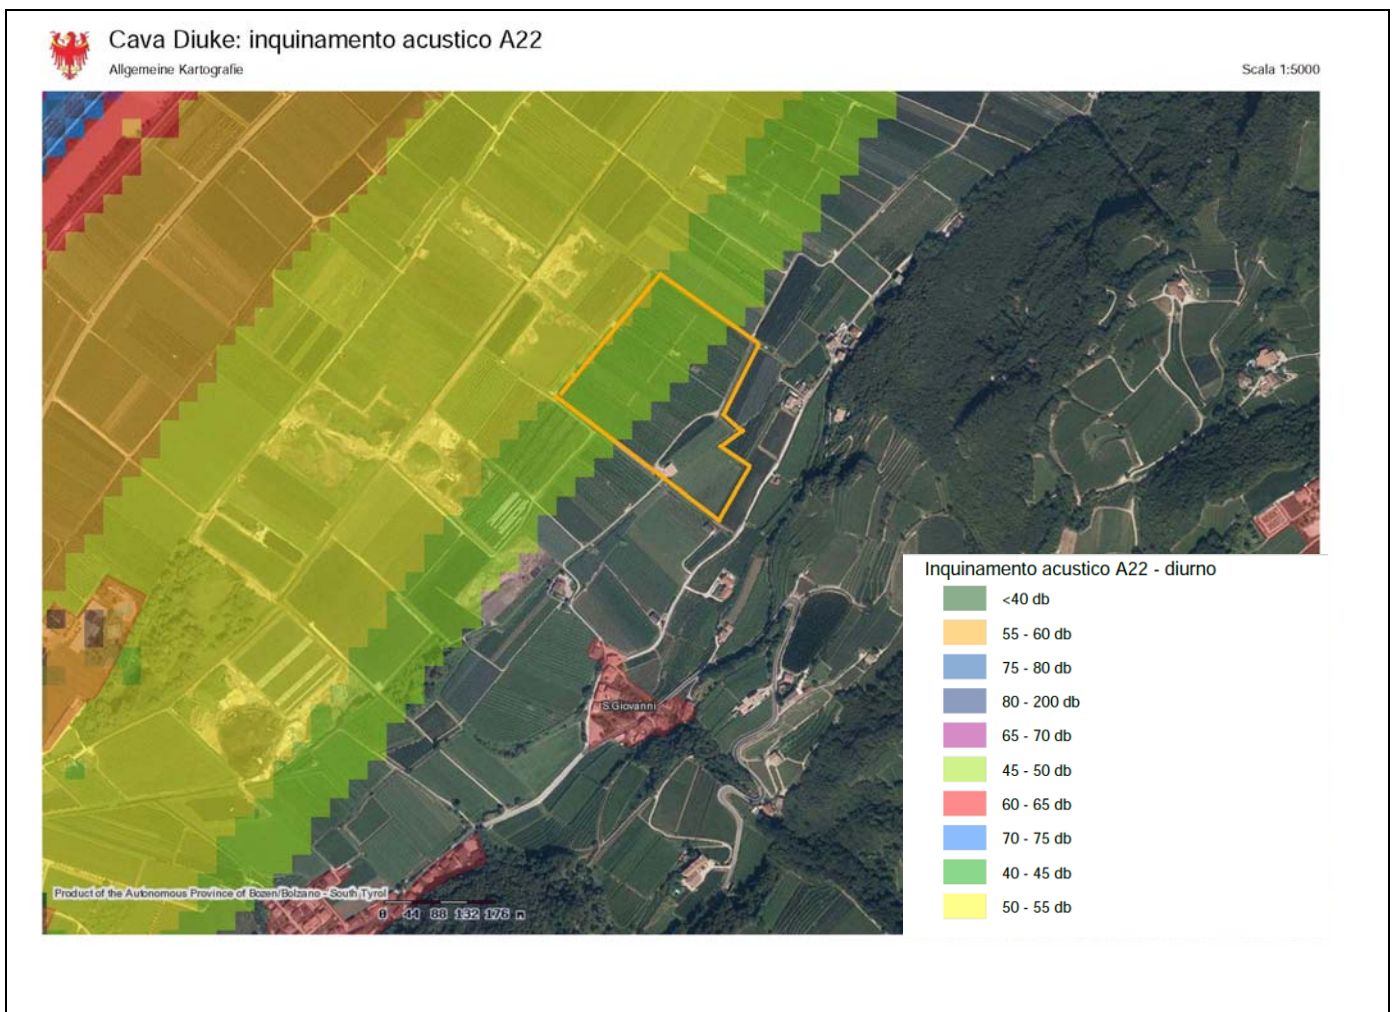 Cava Diuke: inquinamento acustico A22
Allgemeine Kartografie
Scala 1:5000
S.Giovanni
Inquinamento acustico A22 - diurno
<40 db
55 - 60 db
75 - 80 db
80 - 200 db
65 - 70 db
45 - 50 db
60 - 65 db
70 - 75 db
40 - 45 db
50 - 55 db
Product of the Autonomous Province of Bozen/Bolzano - South Tyrol
0 44 88 132 176 m